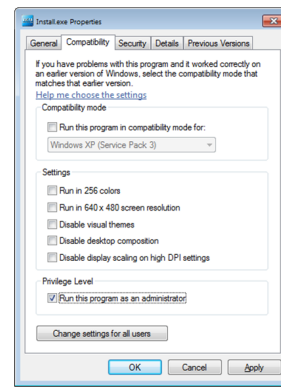 Install.exe Properties
General Compatibility Security Details Previous Versions
If you have problems with this program and it worked correctly on
an earlier version of Windows, select the compatibility mode that
matches that earlier version.
Help me choose the settings
Compatibility mode
Run this program in compatibility mode for:
Windows XP (Service Pack 3)
Settings
Run in 256 colors
Run in 640 x 480 screen resolution
Disable visual themes
Disable desktop composition
Disable display scaling on high DPI settings
Privilege Level
Run this program as an administrator
Change settings for all users
OK Cancel Apply